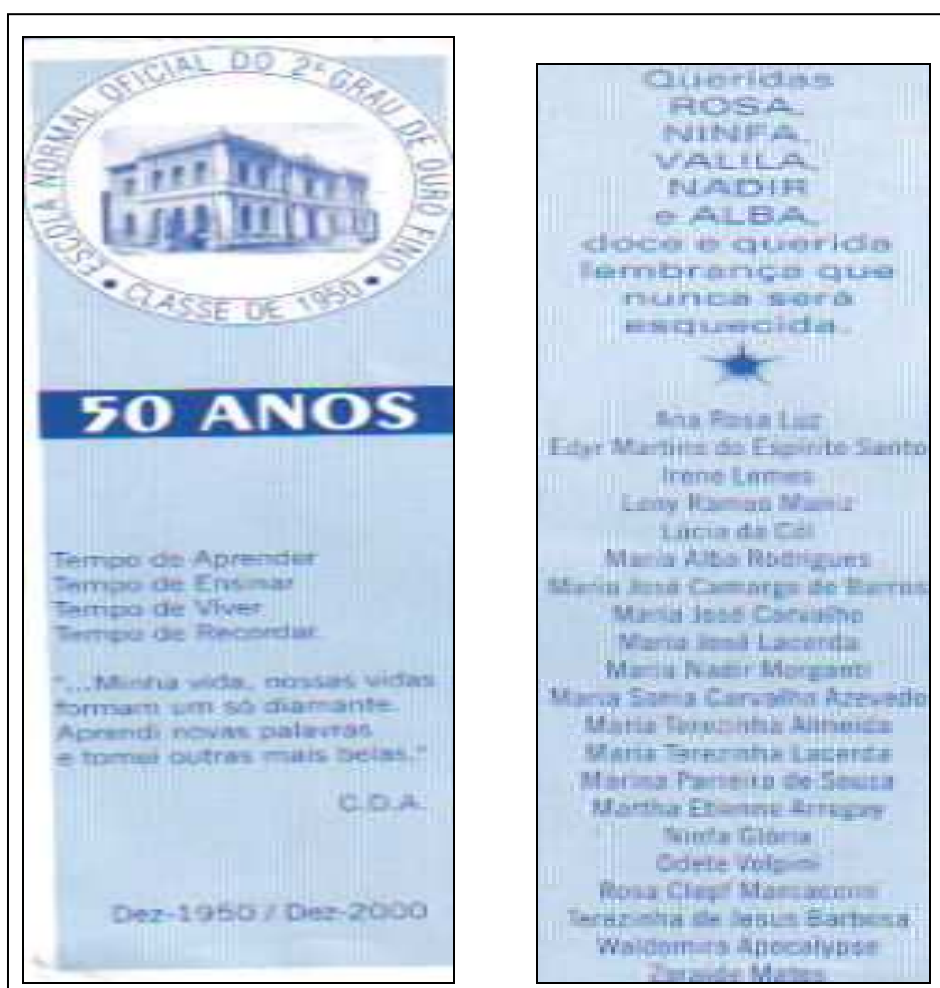 ESCOLA NORMAL OFICIAL DO 2º GRAU DE OURO FINO
• CLASSE DE 1950 •
50 ANOS
Tempo de Aprender
Tempo de Ensinar
Tempo de Viver
Tempo de Recordar
"...Minha vida, nossas vidas
formam um só diamante.
Aprendi novas palavras
e tornei outras mais belas."
C.D.A.
Dez-1950 / Dez-2000
Queridas
ROSA,
NINFA,
VALILA,
NADIR
e ALBA,
doce e querida
lembrança que
nunca será
esquecida.
Ana Rosa Luz
Edyr Martins do Espírito Santo
Irene Lemes
Leny Ramos
Lúcia da Cól
Maria Alba Rodrigues
Maria José Camargo de Barros
Maria José Carvalho
Maria José Lacerda
Maria Nadir Morganti
Maria Sonia Carvalho Azevedo
Maria Terezinha Almeida
Maria Terezinha Lacerda
Marina de Souza
Martha Etienne
Ninfa Glória
Odete Volpini
Rosa
Terezinha de Jesus Barbosa
Waldomira Apocalypse